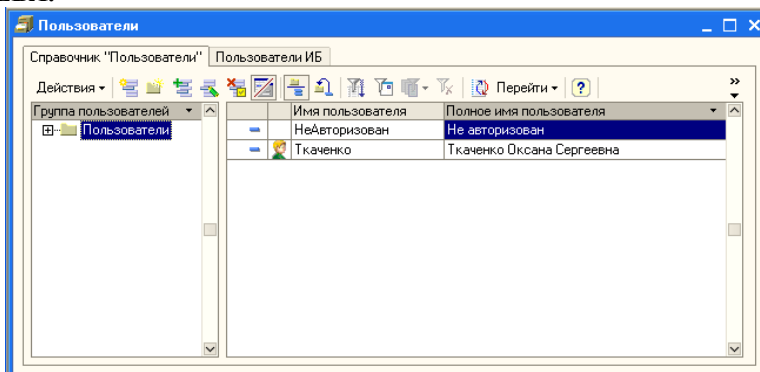 Пользователи
Справочник "Пользователи" Пользователи ИБ
Действия Перейти ?
Группа пользователей Имя пользователя Полное имя пользователя
Пользователи НеАвторизован Не авторизован
Ткаченко Ткаченко Оксана Сергеевна